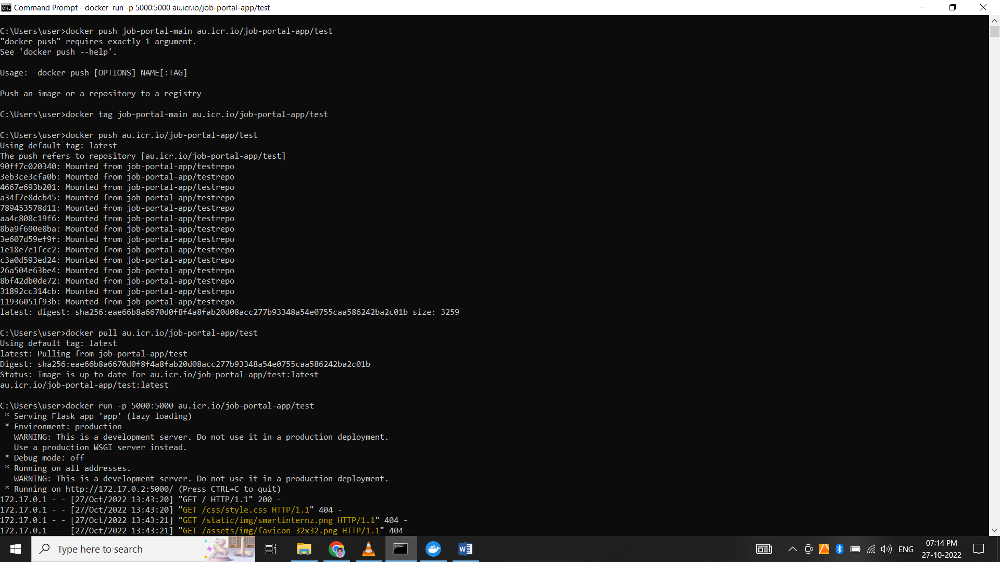 Command Prompt - docker  run -p 5000:5000 au.icr.io/job-portal-app/test
C:\Users\user>docker push job-portal-main au.icr.io/job-portal-app/test
"docker push" requires exactly 1 argument.
See 'docker push --help'.
Usage:  docker push [OPTIONS] NAME[:TAG]
Push an image or a repository to a registry
C:\Users\user>docker tag job-portal-main au.icr.io/job-portal-app/test
C:\Users\user>docker push au.icr.io/job-portal-app/test
Using default tag: latest
The push refers to repository [au.icr.io/job-portal-app/test]
90ff7c020340: Mounted from job-portal-app/testrepo
3eb3ce3cfa0b: Mounted from job-portal-app/testrepo
4667e693b201: Mounted from job-portal-app/testrepo
a34f7e8dcb45: Mounted from job-portal-app/testrepo
789453578d11: Mounted from job-portal-app/testrepo
aa4c808c19f6: Mounted from job-portal-app/testrepo
8ba9f690e8ba: Mounted from job-portal-app/testrepo
3e607d59ef9f: Mounted from job-portal-app/testrepo
1e18e7e1fcc2: Mounted from job-portal-app/testrepo
c3a0d593ed24: Mounted from job-portal-app/testrepo
26a504e63be4: Mounted from job-portal-app/testrepo
8bf42db0de72: Mounted from job-portal-app/testrepo
31892cc314cb: Mounted from job-portal-app/testrepo
11936051f93b: Mounted from job-portal-app/testrepo
latest: digest: sha256:eae66b8a6670d0f8f4a8fab20d08acc277b93348a54e0755caa586242ba2c01b size: 3259
C:\Users\user>docker pull au.icr.io/job-portal-app/test
Using default tag: latest
latest: Pulling from job-portal-app/test
Digest: sha256:eae66b8a6670d0f8f4a8fab20d08acc277b93348a54e0755caa586242ba2c01b
Status: Image is up to date for au.icr.io/job-portal-app/test:latest
au.icr.io/job-portal-app/test:latest
C:\Users\user>docker run -p 5000:5000 au.icr.io/job-portal-app/test
 * Serving Flask app 'app' (lazy loading)
 * Environment: production
   WARNING: This is a development server. Do not use it in a production deployment.
   Use a production WSGI server instead.
 * Debug mode: off
 * Running on all addresses.
   WARNING: This is a development server. Do not use it in a production deployment.
 * Running on http://172.17.0.2:5000/ (Press CTRL+C to quit)
172.17.0.1 - - [27/Oct/2022 13:43:20] "GET / HTTP/1.1" 200 -
172.17.0.1 - - [27/Oct/2022 13:43:20] "GET /css/style.css HTTP/1.1" 404 -
172.17.0.1 - - [27/Oct/2022 13:43:21] "GET /static/img/smartinternz.png HTTP/1.1" 404 -
172.17.0.1 - - [27/Oct/2022 13:43:21] "GET /assets/img/favicon-32x32.png HTTP/1.1" 404 -
Type here to search
ENG
07:14 PM
27-10-2022